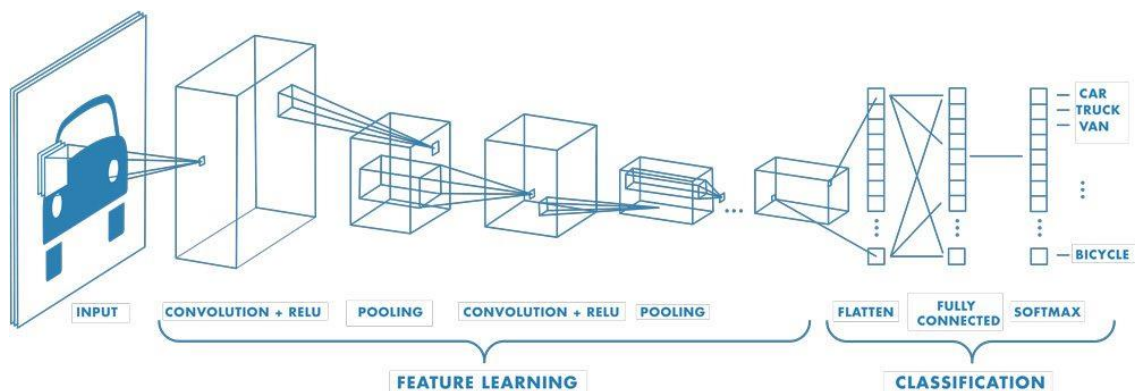 CAR
TRUCK
VAN
BICYCLE
INPUT
CONVOLUTION + RELU
POOLING
CONVOLUTION + RELU
POOLING
FLATTEN
FULLY
CONNECTED
SOFTMAX
FEATURE LEARNING
CLASSIFICATION